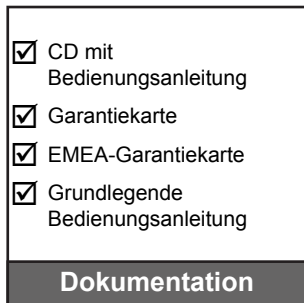 CD mit
Bedienungsanleitung
Garantiekarte
EMEA-Garantiekarte
Grundlegende
Bedienungsanleitung
Dokumentation